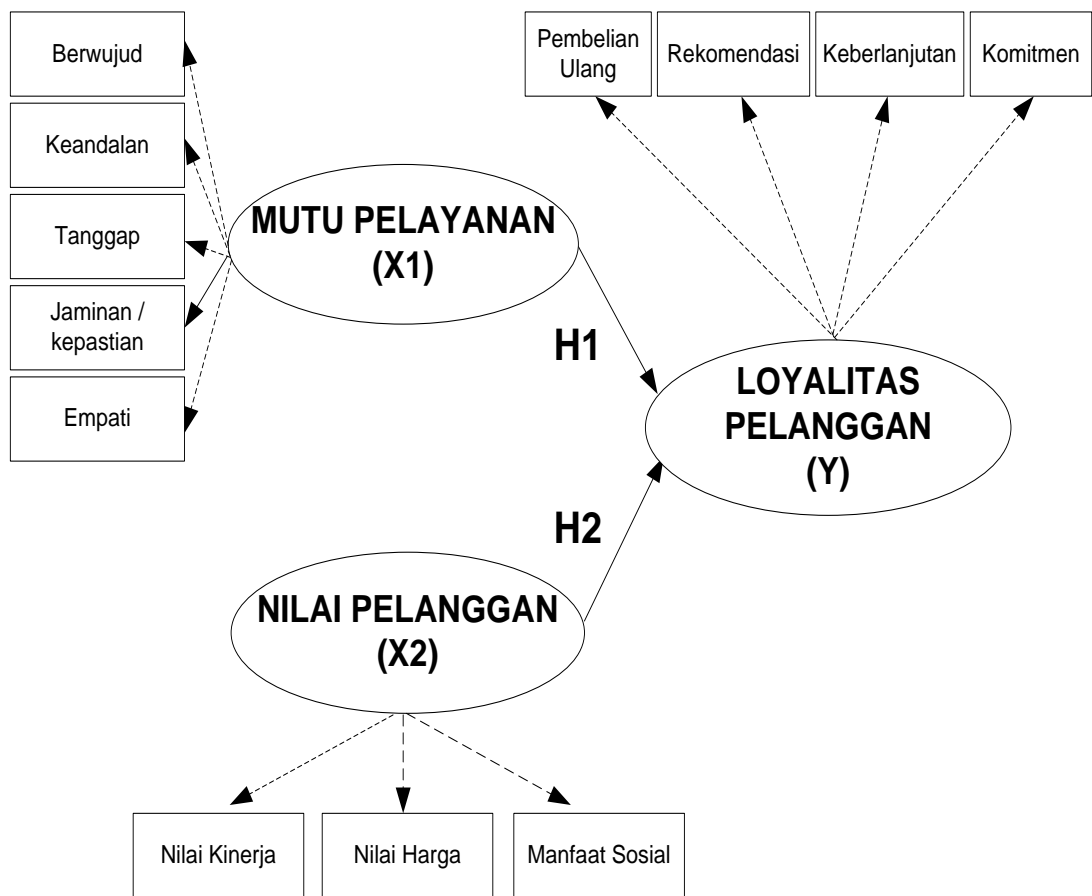 Berwujud
Keandalan
Tanggap
Jaminan /
kepastian
Empati
Pembelian
Ulang
Rekomendasi
Keberlanjutan
Komitmen
MUTU PELAYANAN
(X1)
H1
LOYALITAS
PELANGGAN
(Y)
H2
NILAI PELANGGAN
(X2)
Nilai Kinerja
Nilai Harga
Manfaat Sosial